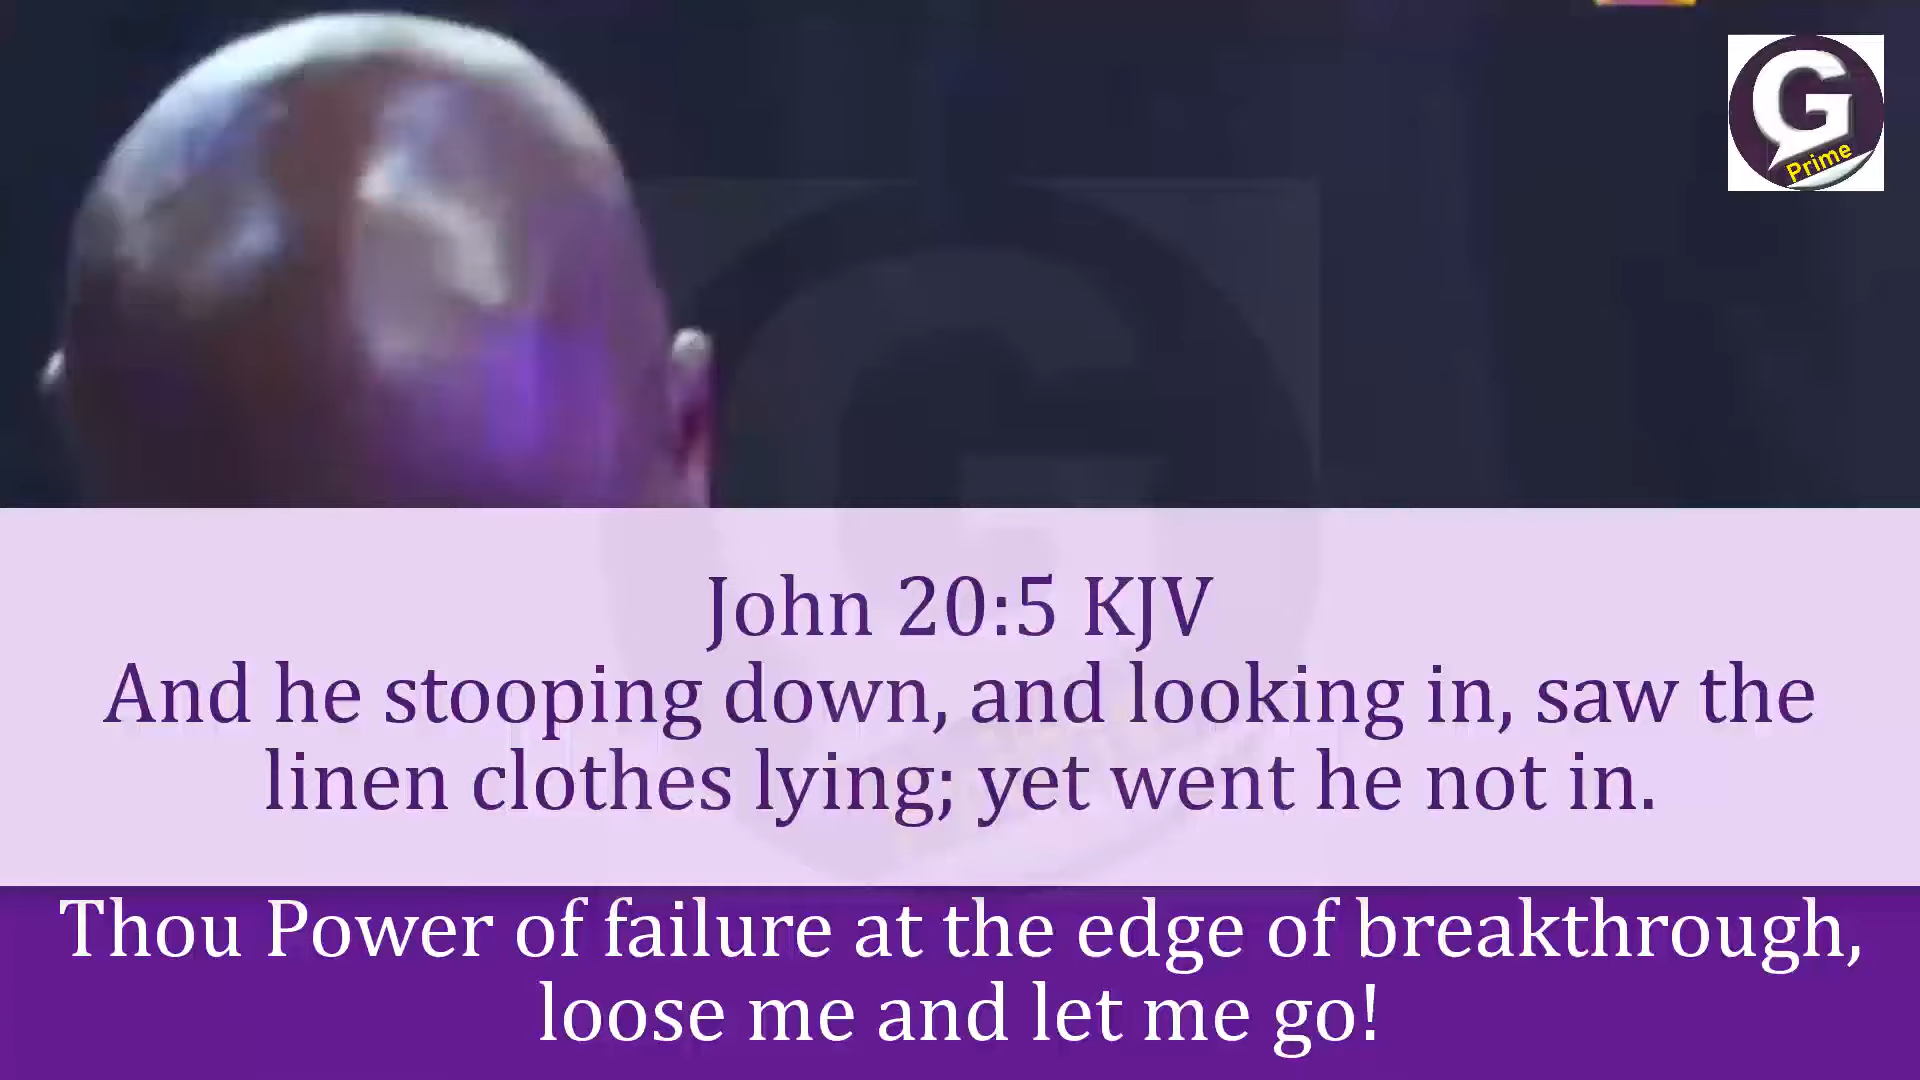 G
Prime
John 20:5 KJV
And he stooping down, and looking in, saw the
linen clothes lying; yet went he not in.
Thou Power of failure at the edge of breakthrough,
loose me and let me go!